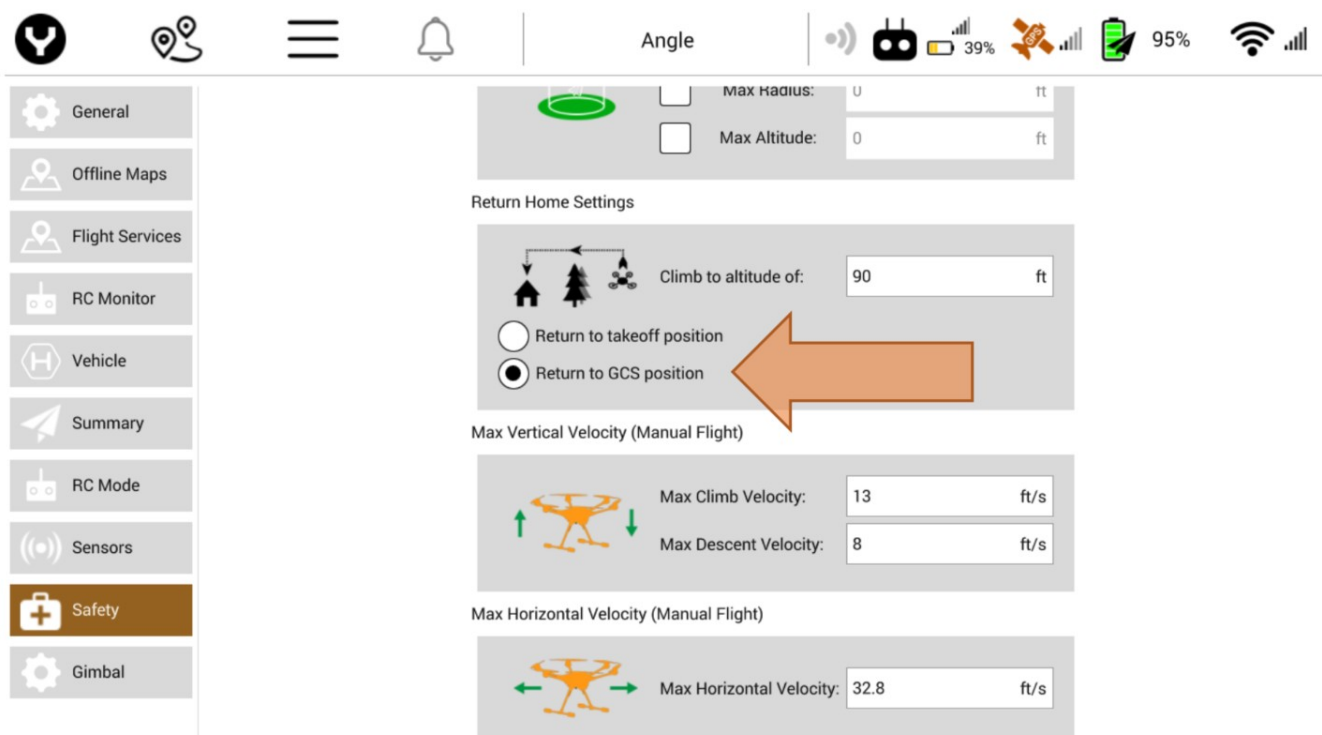 Angle
39%
GPS
95%
General
Offline Maps
Flight Services
RC Monitor
Vehicle
Summary
RC Mode
Sensors
Safety
Gimbal
Max Radius: 0 ft
Max Altitude: 0 ft
Return Home Settings
Climb to altitude of: 90 ft
Return to takeoff position
Return to GCS position
Max Vertical Velocity (Manual Flight)
Max Climb Velocity: 13 ft/s
Max Descent Velocity: 8 ft/s
Max Horizontal Velocity (Manual Flight)
Max Horizontal Velocity: 32.8 ft/s